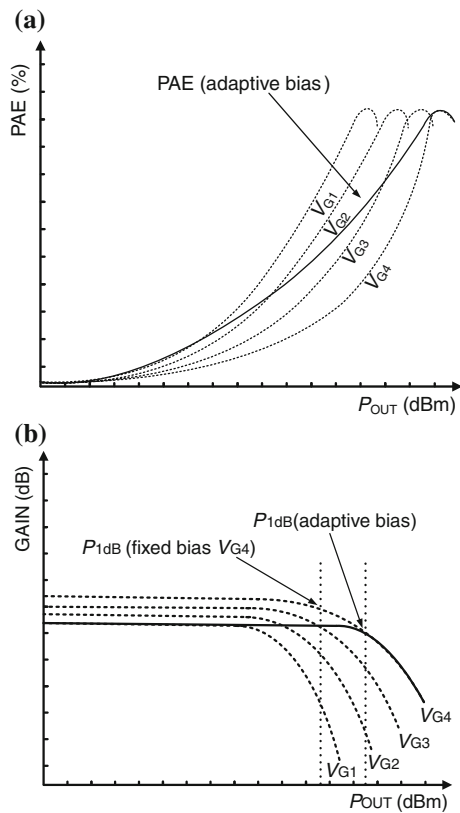 (a)
PAE (%)
PAE (adaptive bias)
VG1
VG2
VG3
VG4
POUT (dBm)
(b)
GAIN (dB)
P1dB(adaptive bias)
P1dB (fixed bias VG4)
VG4
VG3
VG2
VG1
POUT (dBm)